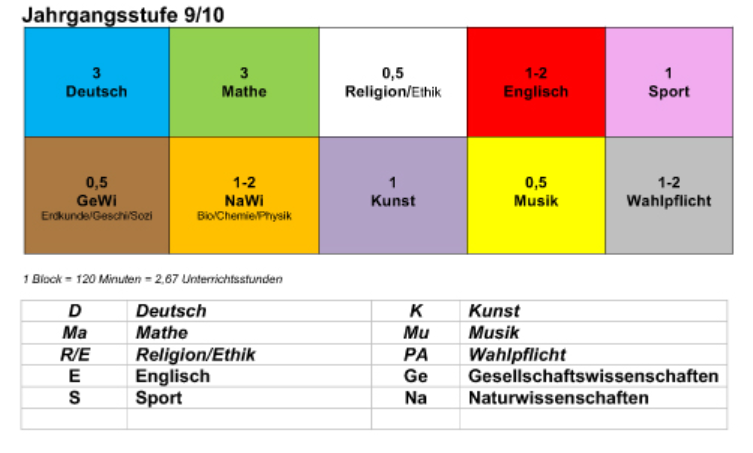 Jahrgangsstufe 9/10
3
Deutsch
3
Mathe
0,5
Religion/Ethik
1-2
Englisch
1
Sport
0,5
GeWi
Erdkunde/Geschi/Sozi
1-2
NaWi
Bio/Chemie/Physik
1
Kunst
0,5
Musik
1-2
Wahlpflicht
1 Block = 120 Minuten = 2,67 Unterrichtsstunden
D Deutsch K Kunst
Ma Mathe Mu Musik
R/E Religion/Ethik PA Wahlpflicht
E Englisch Ge Gesellschaftswissenschaften
S Sport Na Naturwissenschaften